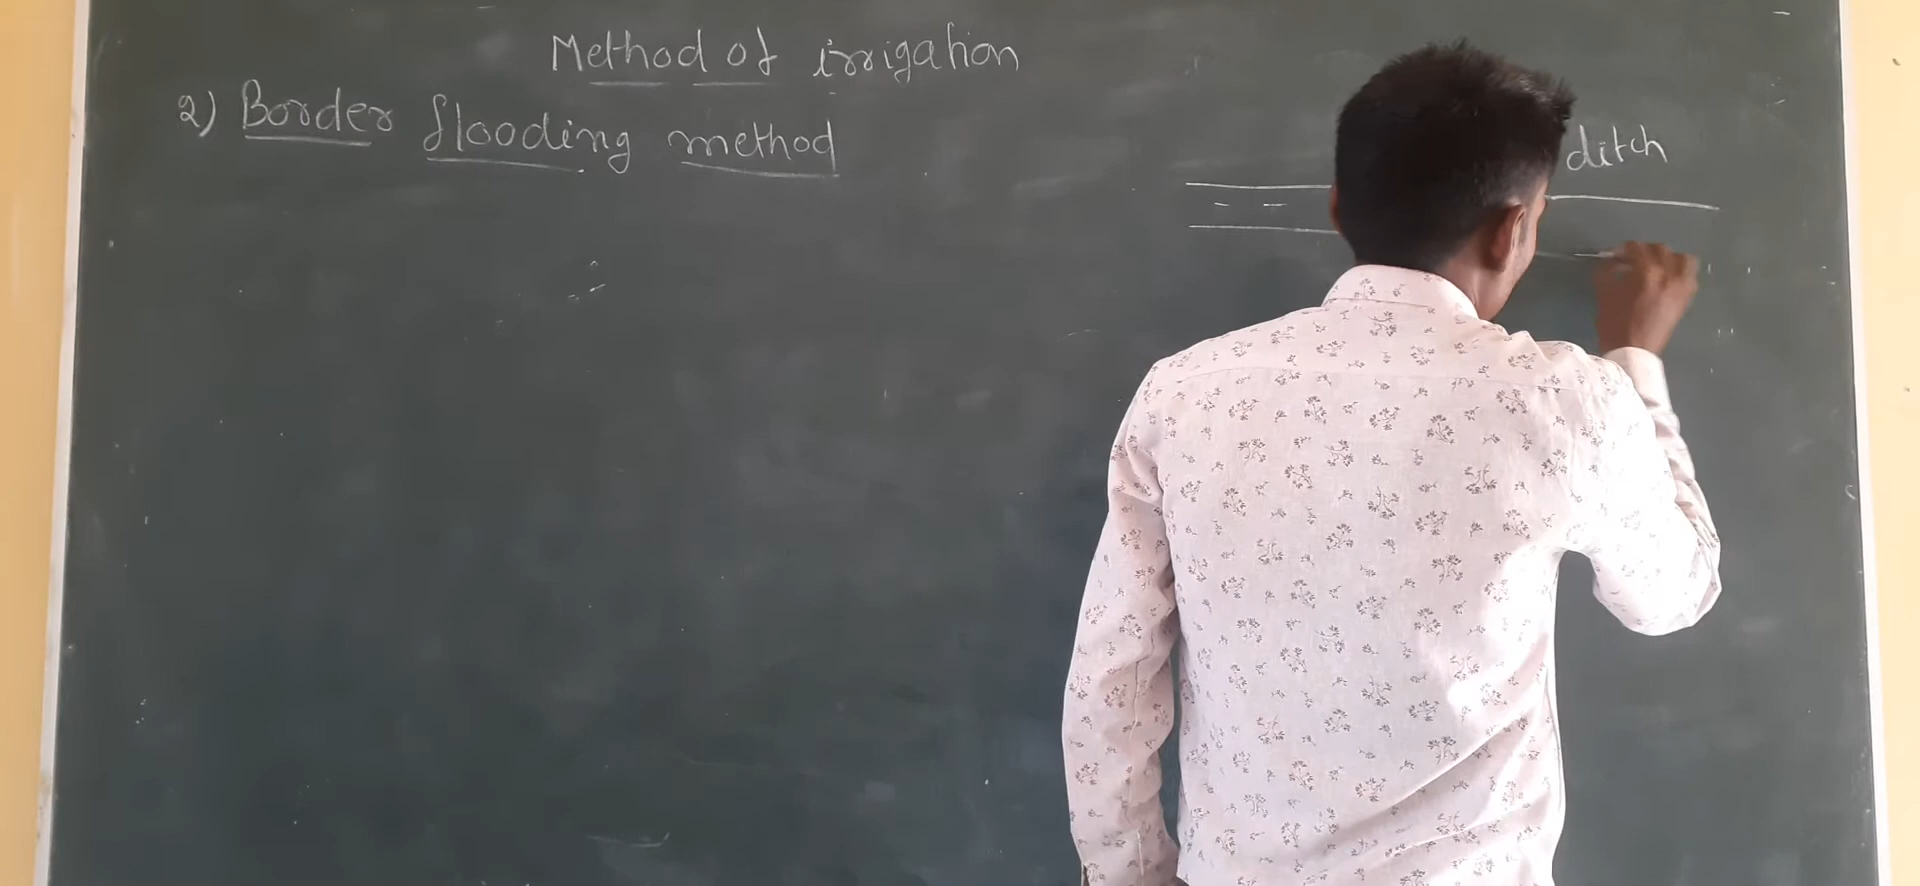 Method of irrigation
2) Border flooding method
ditch